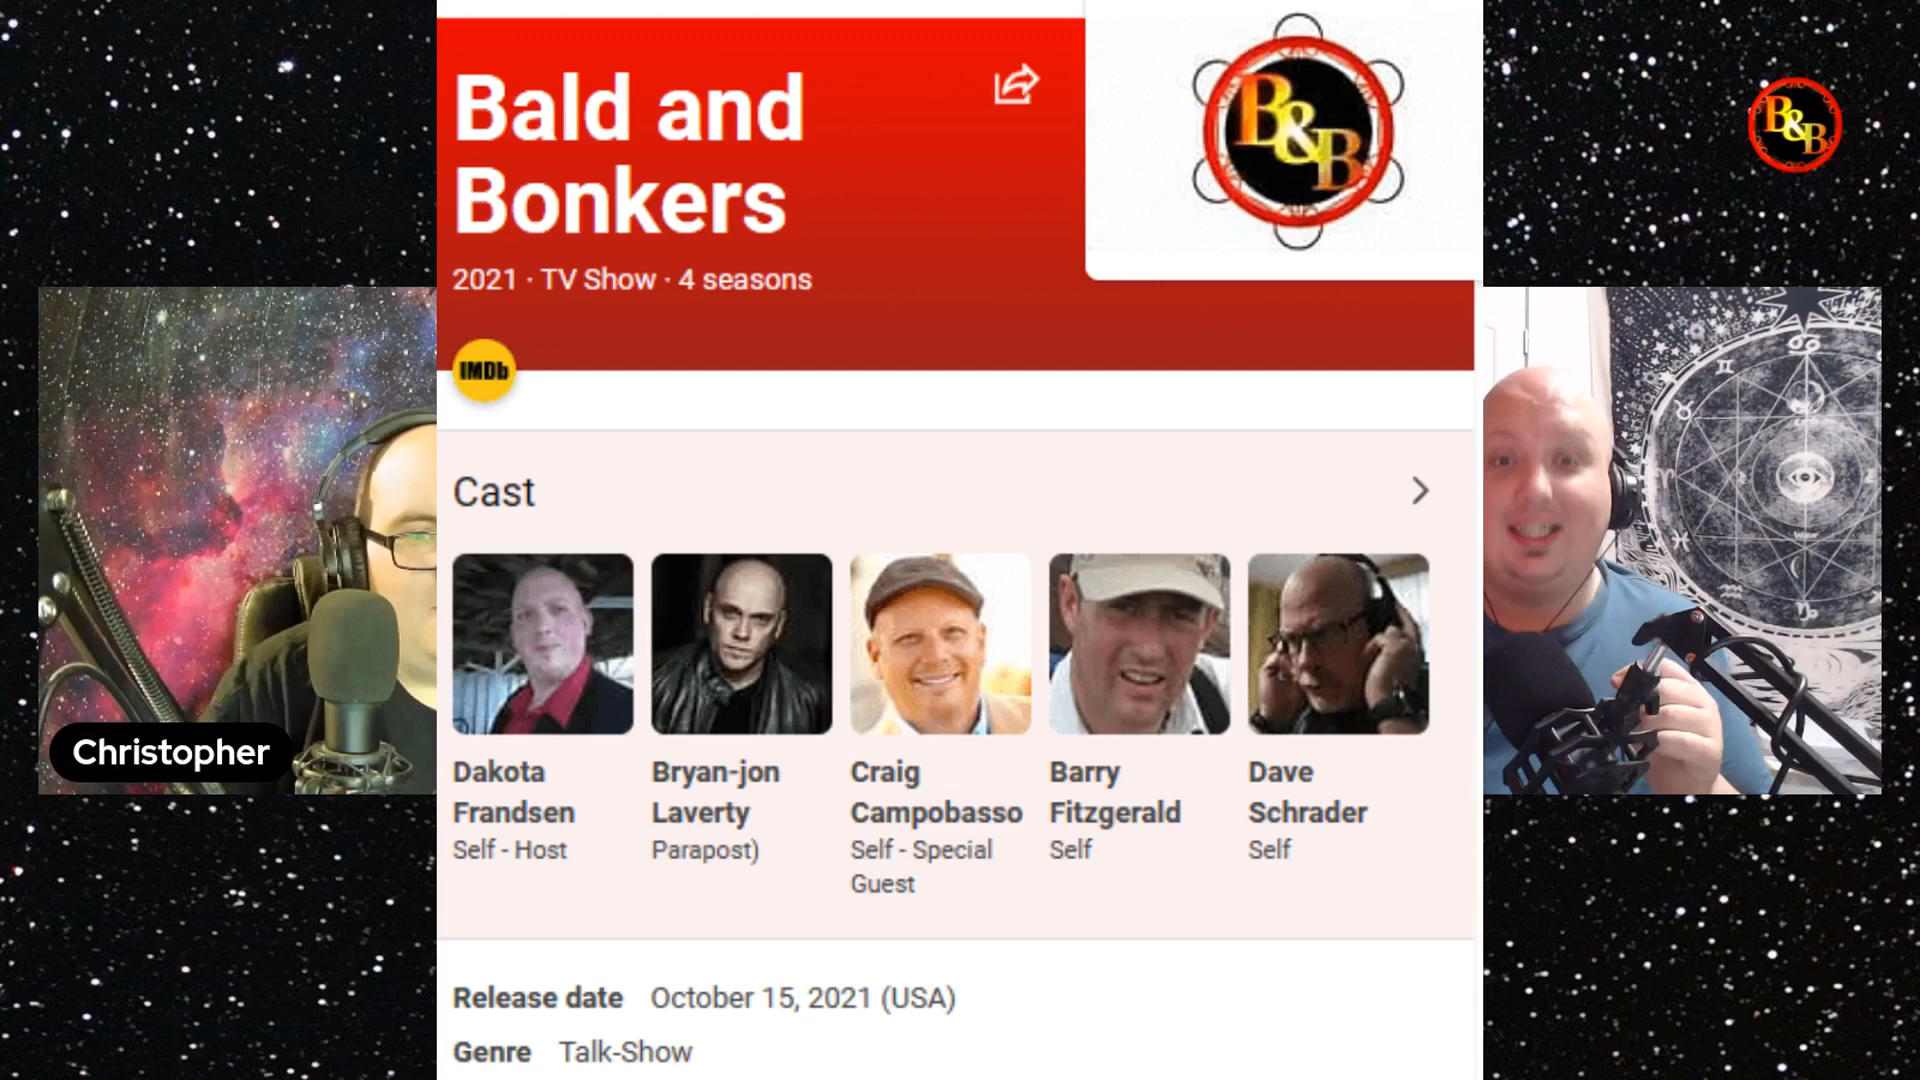 Bald and
Bonkers
2021 · TV Show · 4 seasons
B&B
B&B
IMDb
Cast
Dakota
Frandsen
Self - Host
Bryan-jon
Laverty
Parapost)
Craig
Campobasso
Self - Special
Guest
Barry
Fitzgerald
Self
Dave
Schrader
Self
Christopher
Release date October 15, 2021 (USA)
Genre Talk-Show